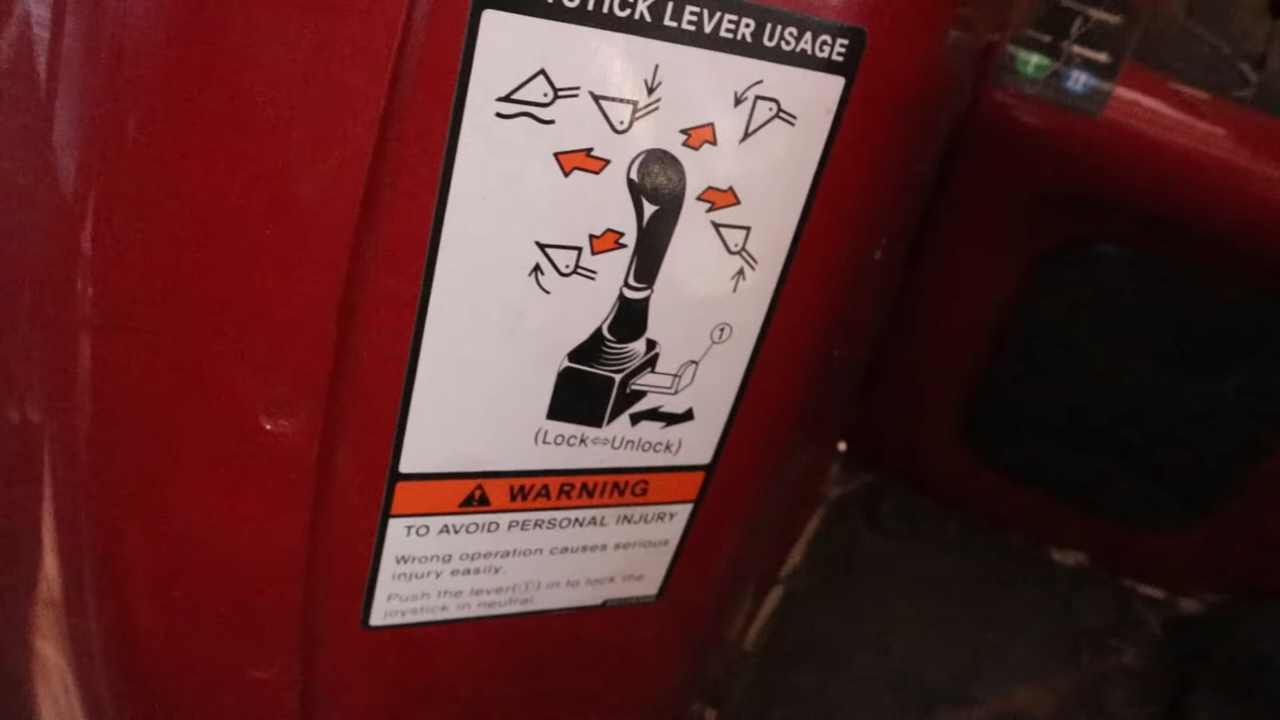 STICK LEVER USAGE
1
(Lock⇔Unlock)
WARNING
TO AVOID PERSONAL INJURY
Wrong operation causes serious
injury easily.
Push the lever(①) in to lock the
joystick in neutral.